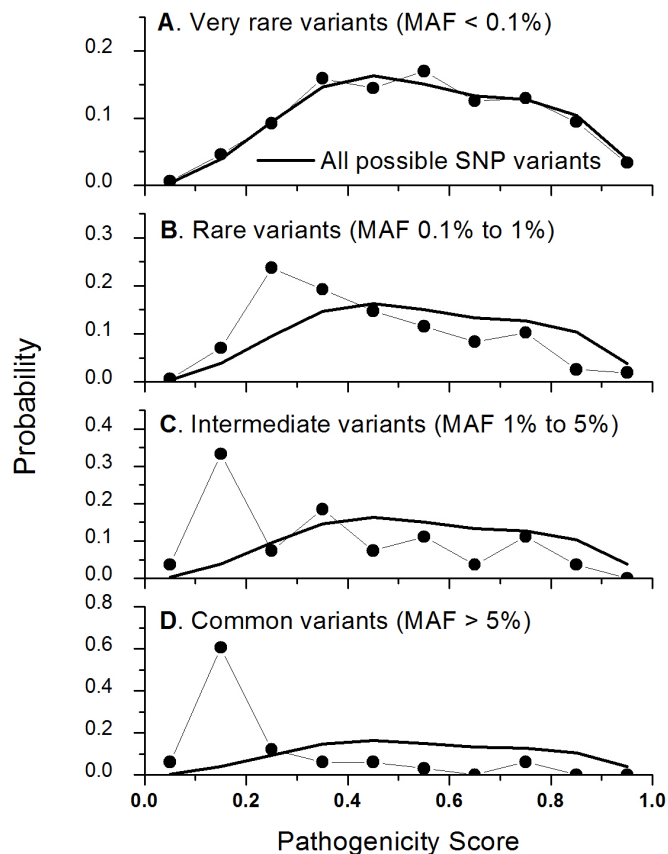 A. Very rare variants (MAF < 0.1%)
0.2
0.1
0.0
All possible SNP variants
B. Rare variants (MAF 0.1% to 1%)
0.3
0.2
0.1
0.0
C. Intermediate variants (MAF 1% to 5%)
0.4
0.3
0.2
0.1
0.0
D. Common variants (MAF > 5%)
0.8
0.6
0.4
0.2
0.0
0.0 0.2 0.4 0.6 0.8 1.0
Pathogenicity Score
Probability